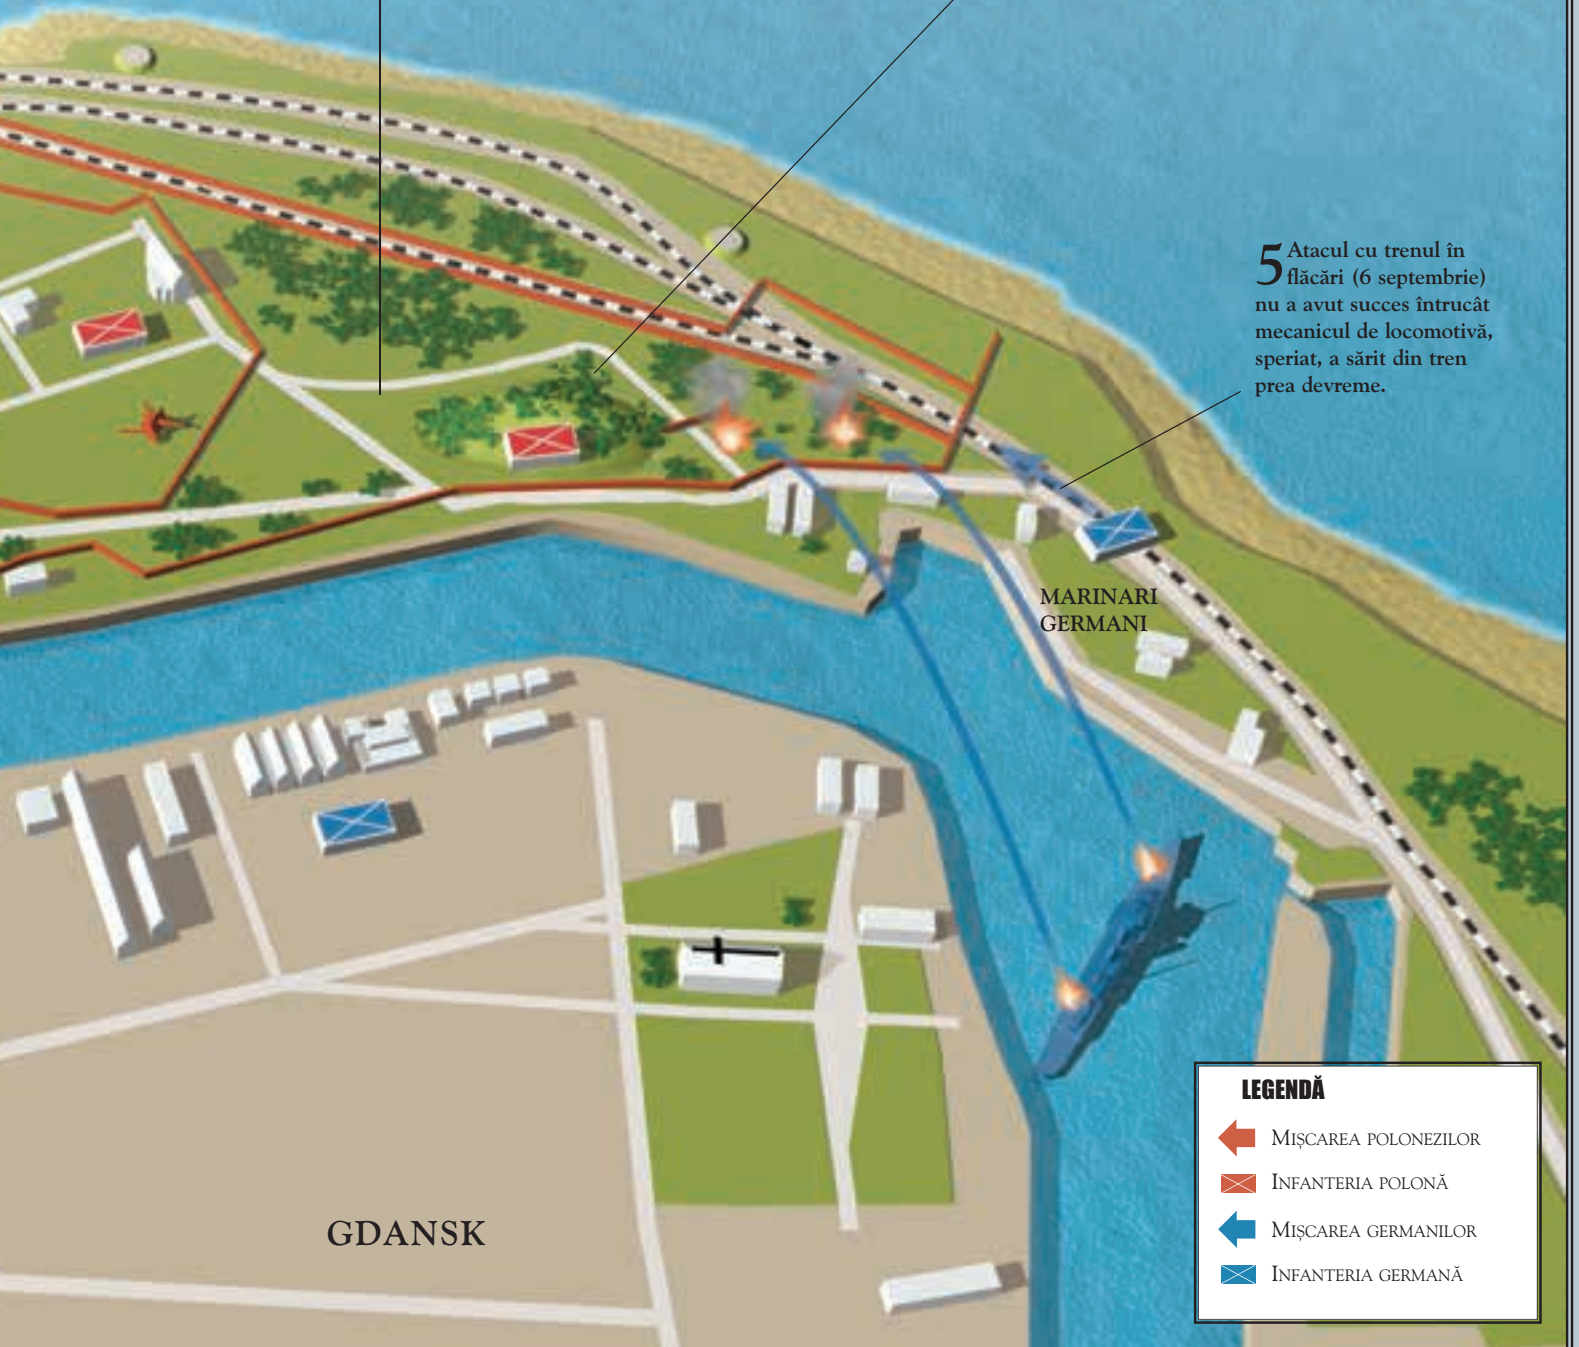 5 Atacul cu trenul în
flăcări (6 septembrie)
nu a avut succes întrucât
mecanicul de locomotivă,
speriat, a sărit din tren
prea devreme.
MARINARI
GERMANI
GDANSK
LEGENDĂ
MIȘCAREA POLONEZILOR
INFANTERIA POLONĂ
MIȘCAREA GERMANILOR
INFANTERIA GERMANĂ